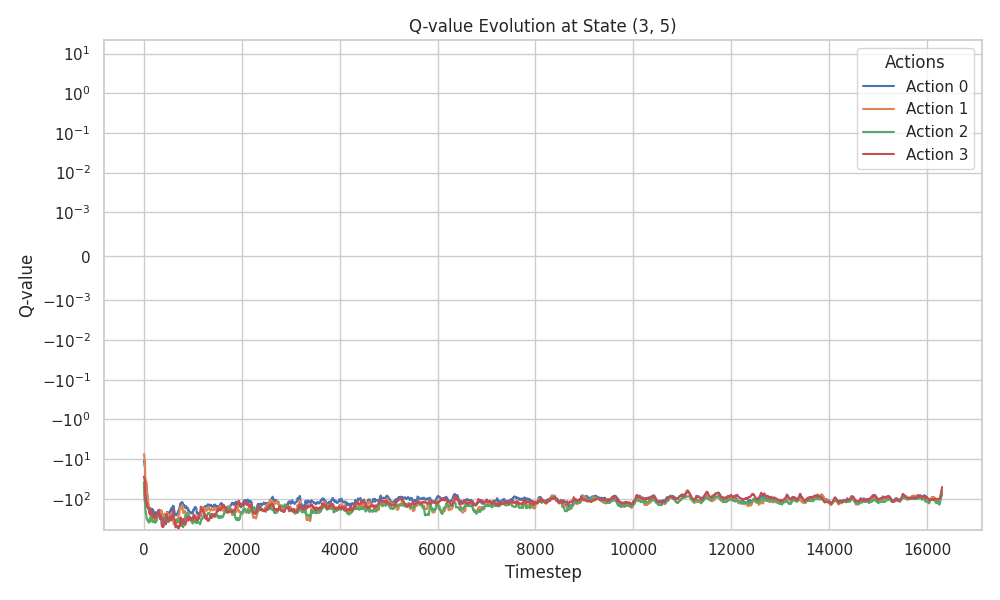 Q-value Evolution at State (3, 5)
Q-value
10¹
10⁰
10⁻¹
10⁻²
10⁻³
0
−10⁻³
−10⁻²
−10⁻¹
−10⁰
−10¹
−10²
Actions
Action 0
Action 1
Action 2
Action 3
0 2000 4000 6000 8000 10000 12000 14000 16000
Timestep